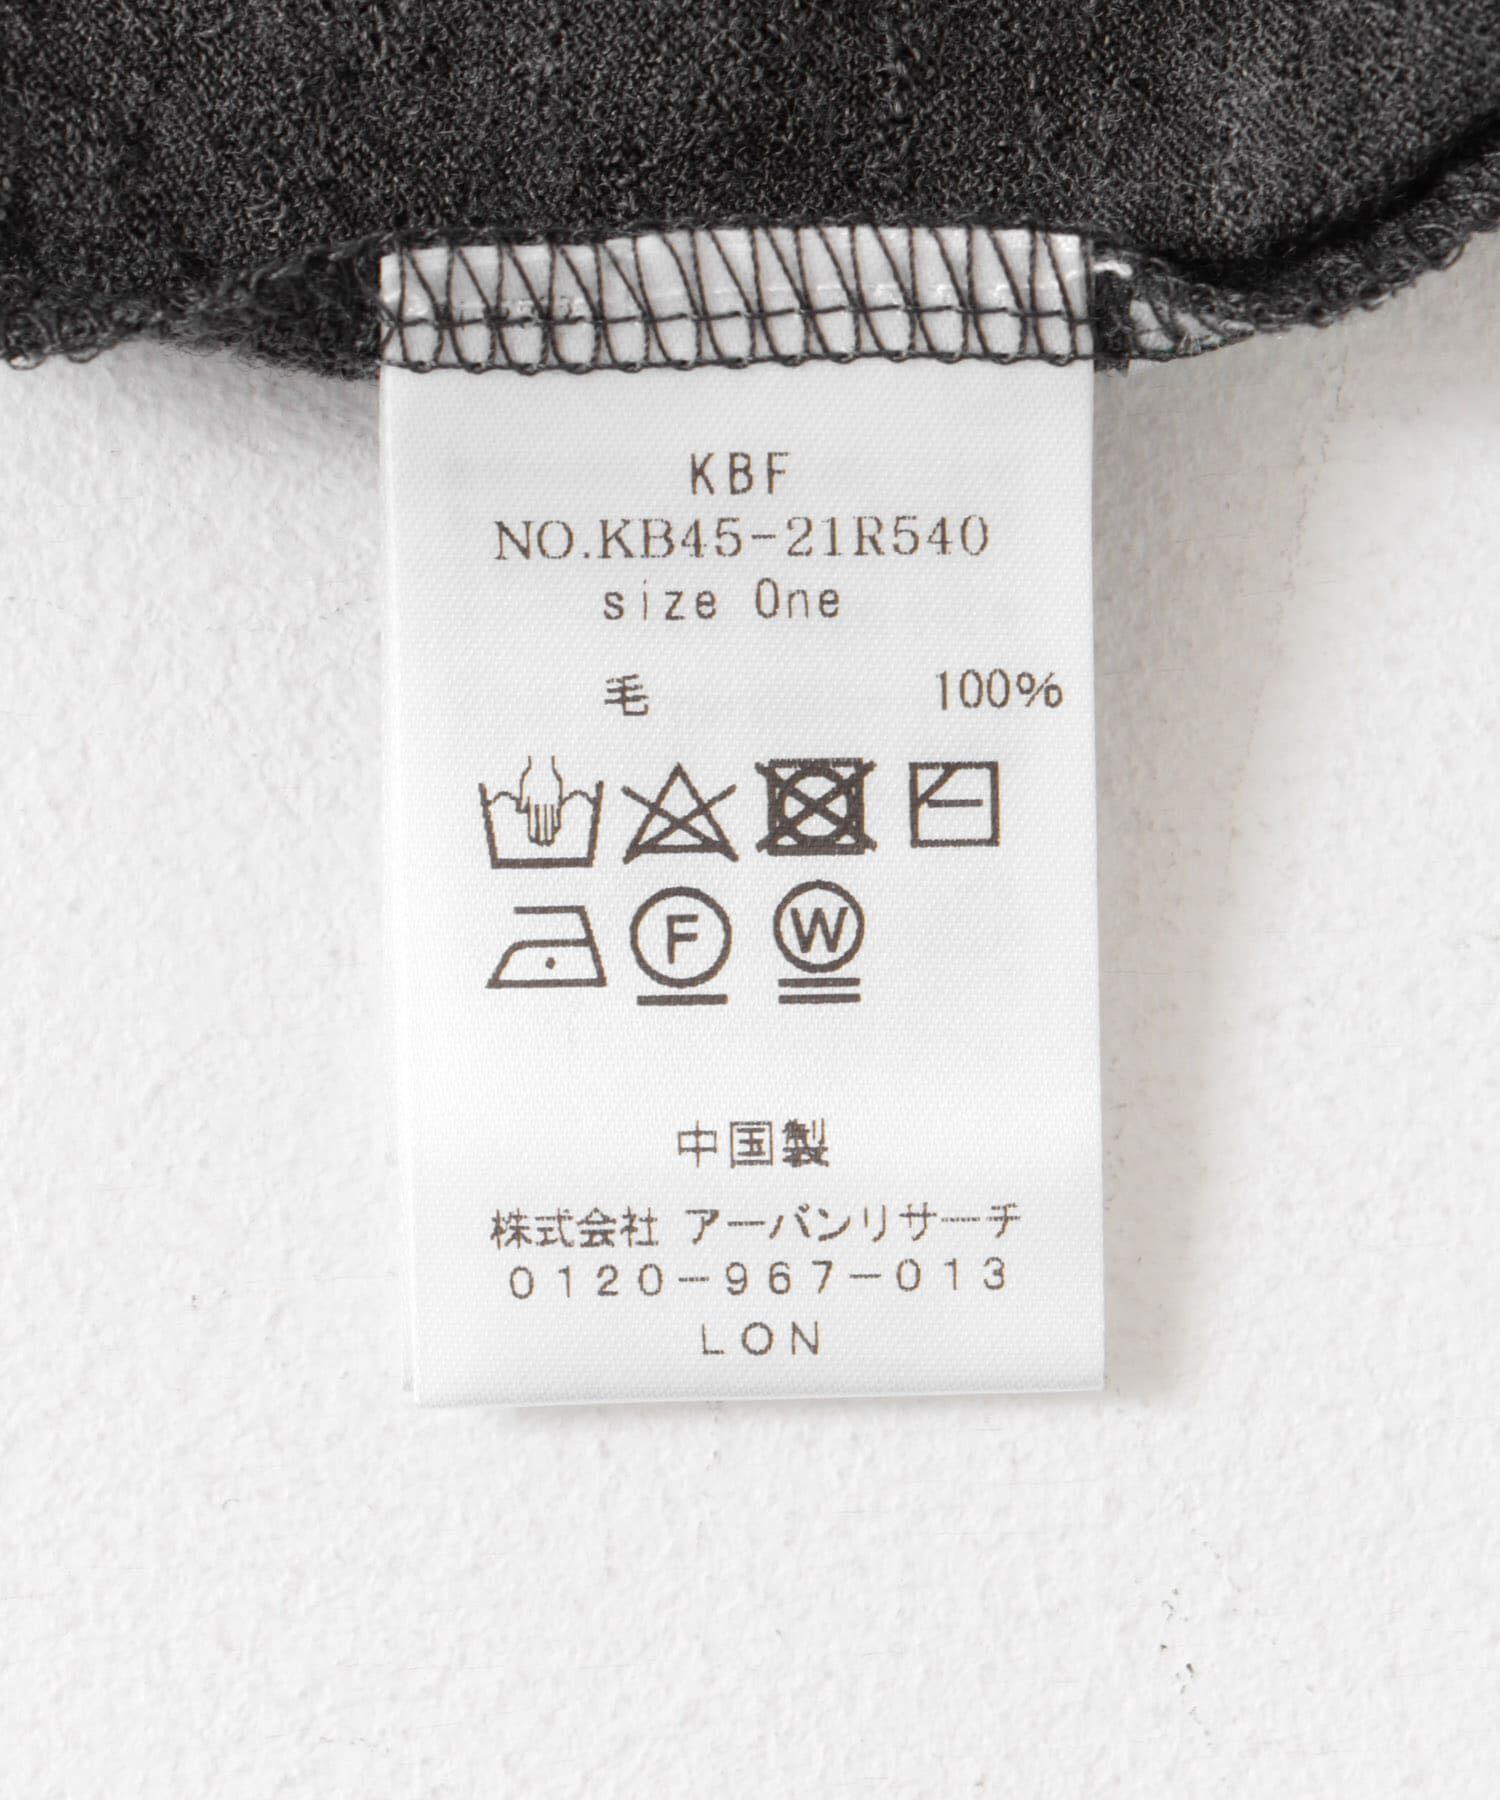 KBF
NO.KB45-21R540
size One
毛 100%
F W
中国製
株式会社 アーバンリサーチ
0120-967-013
LON